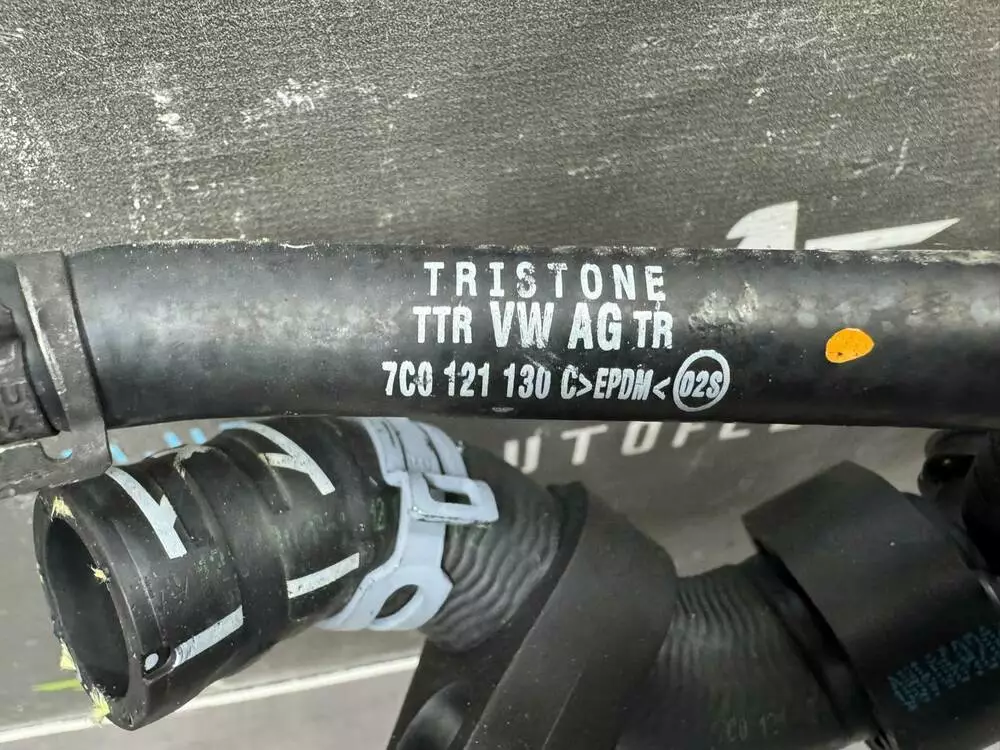 TRISTONE
TTR VW AG TR
7C0 121 130 C>EPDM< 02S